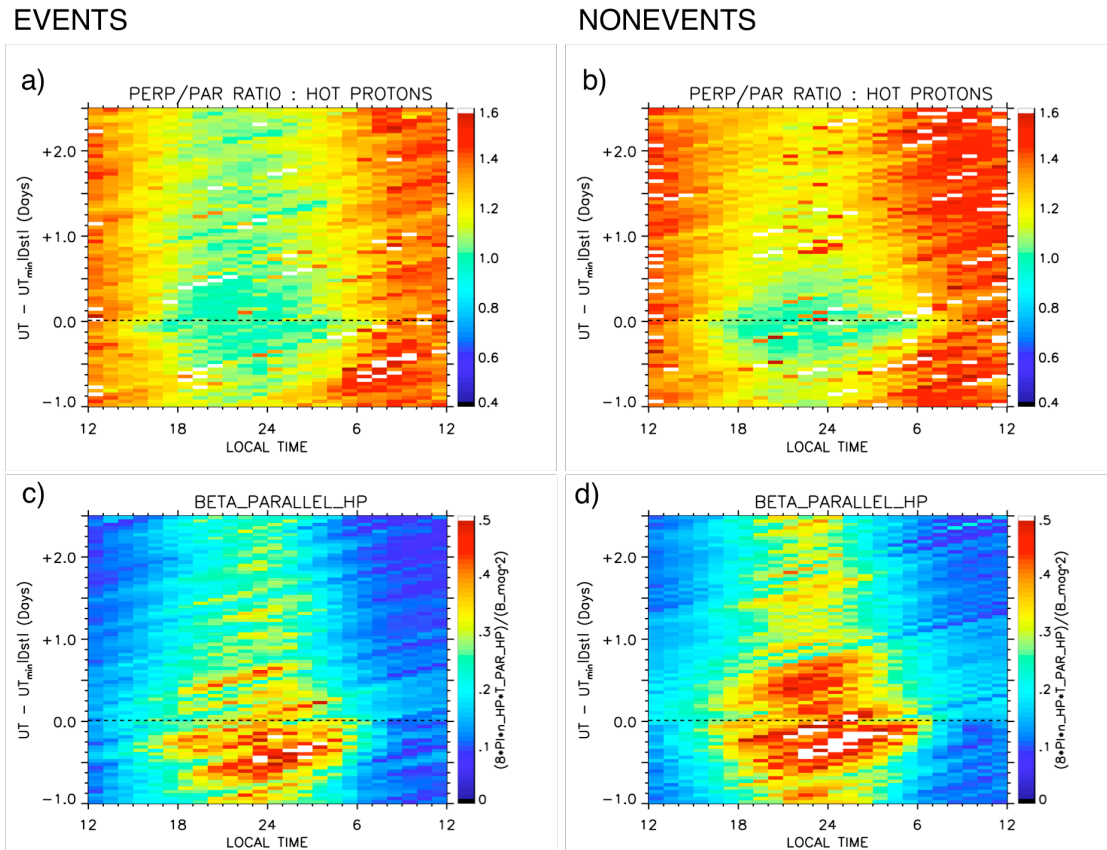 EVENTS
NONEVENTS
a)
PERP/PAR RATIO : HOT PROTONS
UT - UTmin|Dst| (Days)
+2.0
+1.0
0.0
-1.0
12 18 24 6 12
LOCAL TIME
1.6
1.4
1.2
1.0
0.8
0.6
0.4
b)
PERP/PAR RATIO : HOT PROTONS
UT - UTmin|Dst| (Days)
+2.0
+1.0
0.0
-1.0
12 18 24 6 12
LOCAL TIME
1.6
1.4
1.2
1.0
0.8
0.6
0.4
c)
BETA_PARALLEL_HP
UT - UTmin|Dst| (Days)
+2.0
+1.0
0.0
-1.0
12 18 24 6 12
LOCAL TIME
.5
.4
.3
.2
.1
0
(8*PI*n_HP*T_PAR_HP)/(B_mag^2)
d)
BETA_PARALLEL_HP
UT - UTmin|Dst| (Days)
+2.0
+1.0
0.0
-1.0
12 18 24 6 12
LOCAL TIME
.5
.4
.3
.2
.1
0
(8*PI*n_HP*T_PAR_HP)/(B_mag^2)